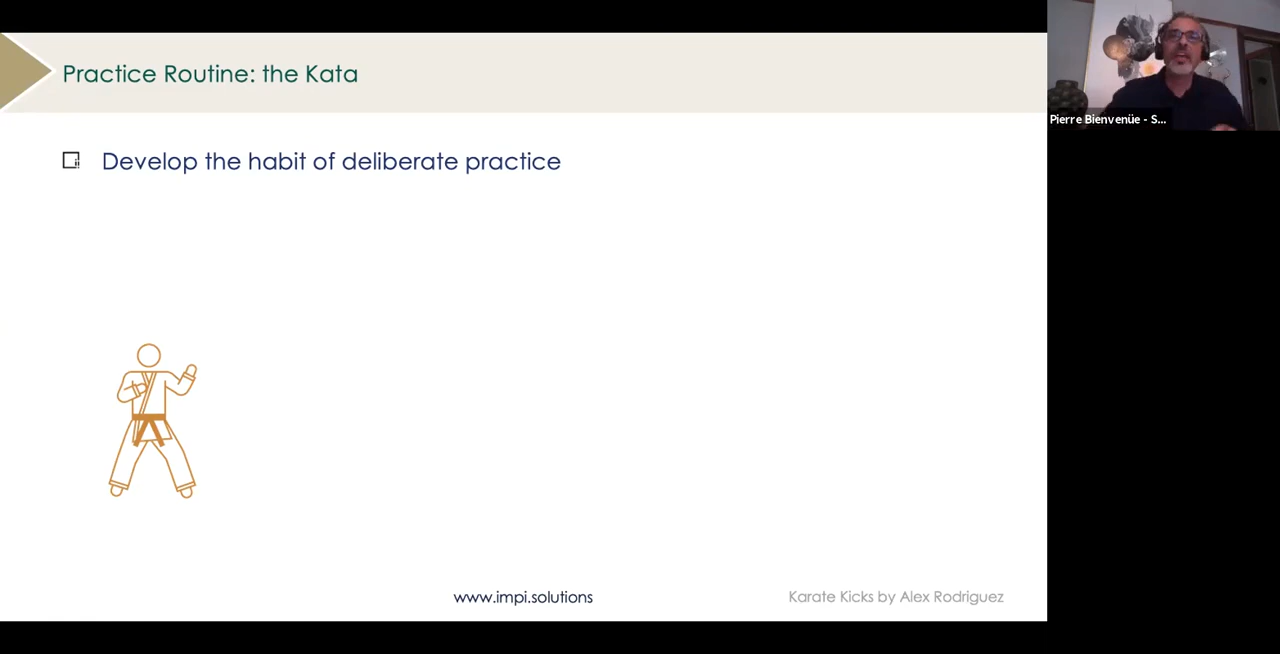 Practice Routine: the Kata
Develop the habit of deliberate practice
www.impi.solutions
Karate Kicks by Alex Rodriguez
Pierre Bienvenüe - S...